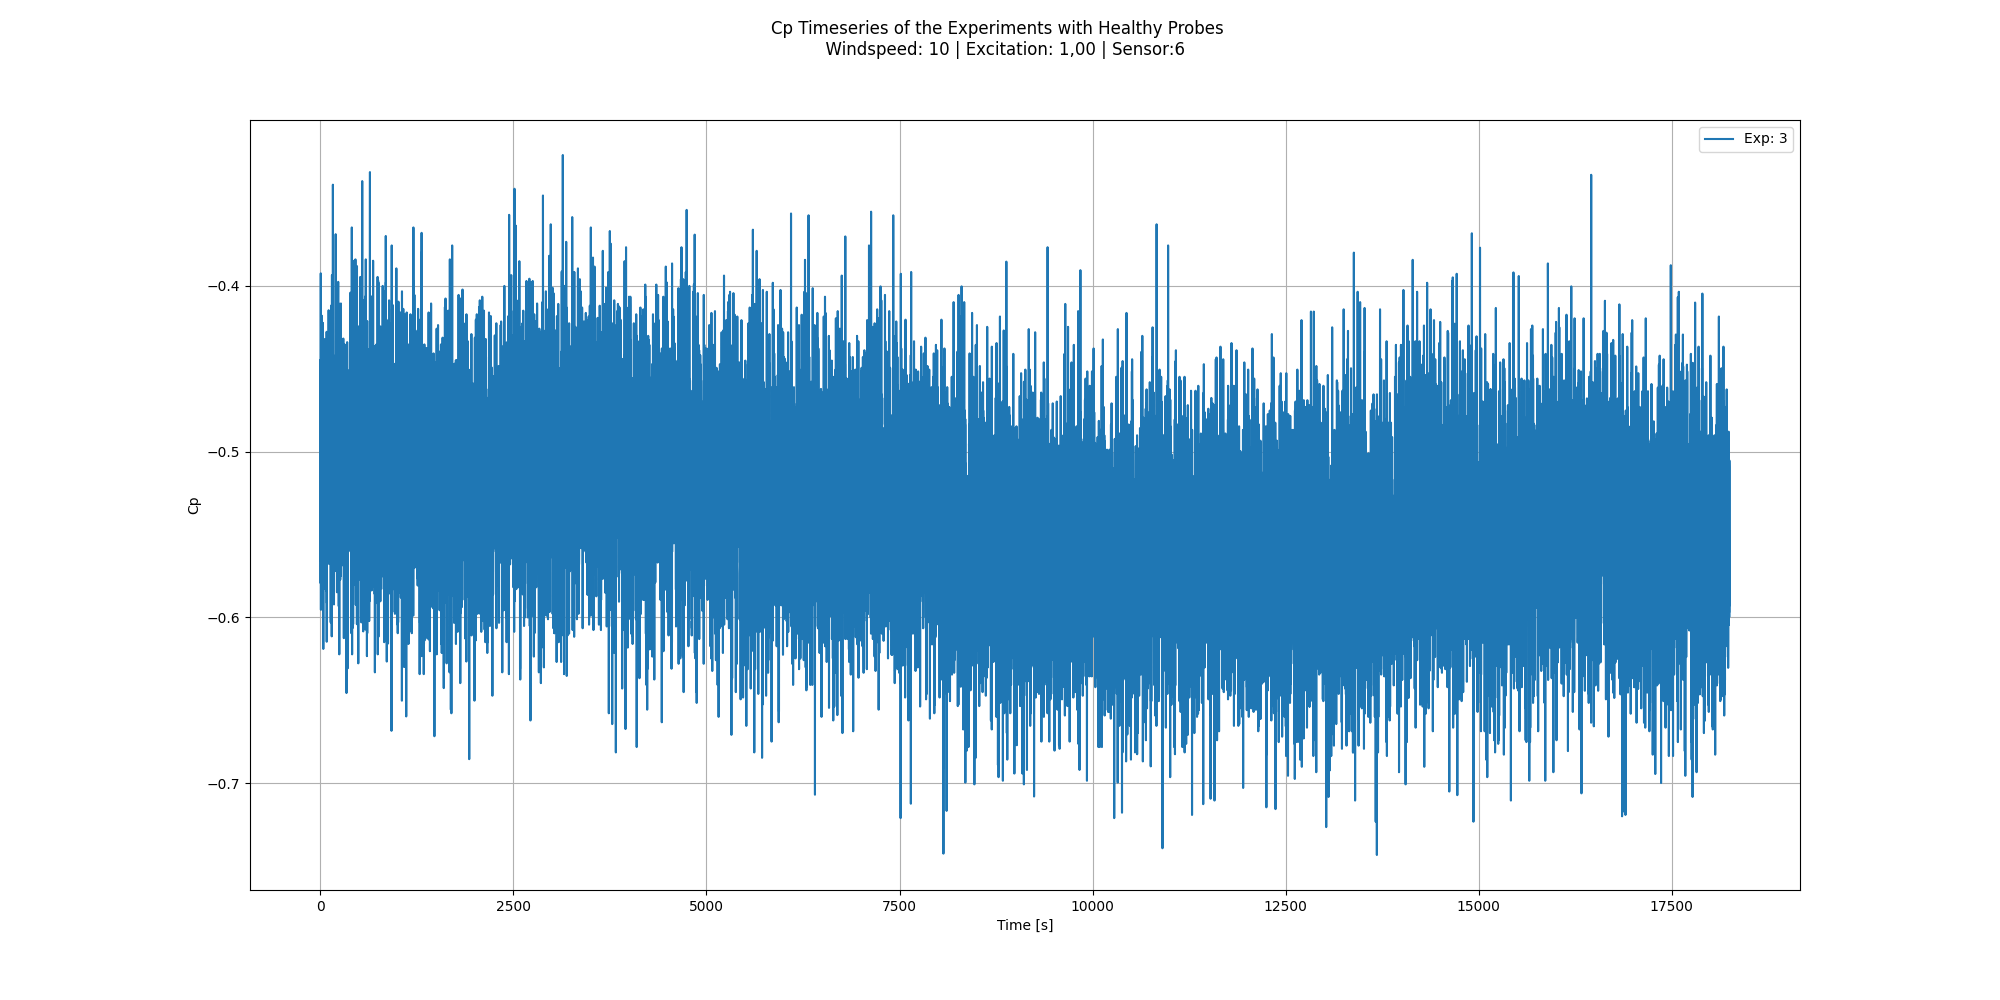 Cp Timeseries of the Experiments with Healthy Probes
Windspeed: 10 | Excitation: 1,00 | Sensor:6
Exp: 3
−0.4
−0.5
−0.6
−0.7
Cp
0
2500
5000
7500
10000
12500
15000
17500
Time [s]